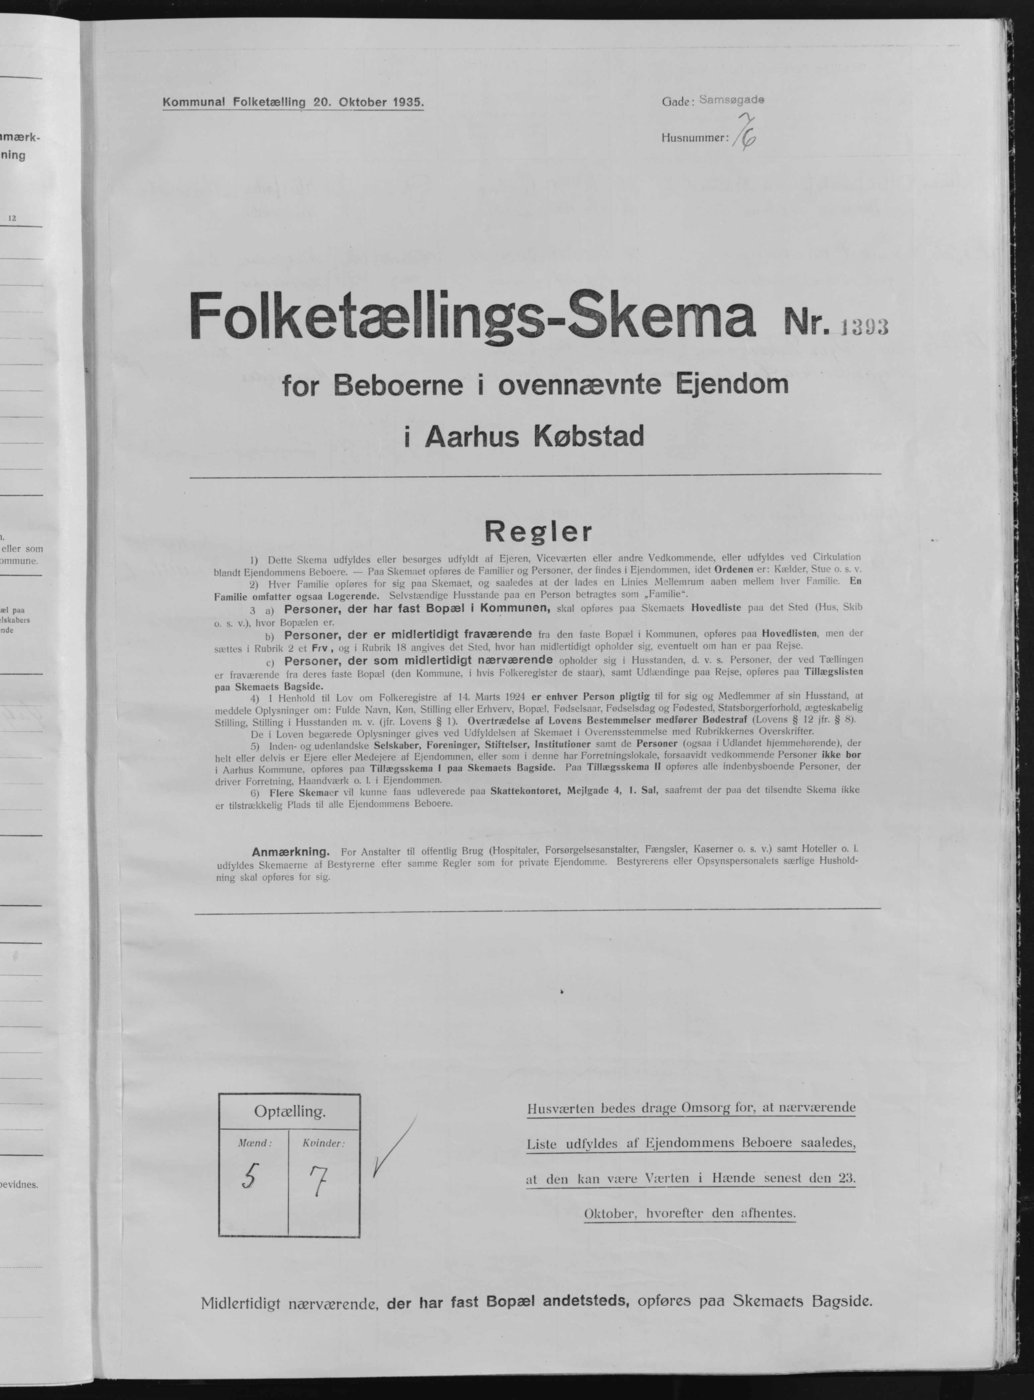 mærk-
ning
12
eller som
ommune.
æl paa
elskabers
nde
bevidnes.
Kommunal Folketælling 20. Oktober 1935.
Gade: Samsøgade
Husnummer:
Folketællings-Skema Nr. 1393
for Beboerne i ovennævnte Ejendom
i Aarhus Købstad
Regler
1) Dette Skema udfyldes eller besørges udfyldt af Ejeren, Viceværten eller andre Vedkommende, eller udfyldes ved Cirkulation
blandt Ejendommens Beboere. — Paa Skemaet opføres de Familier og Personer, der findes i Ejendommen, idet Ordenen er: Kælder, Stue o. s. v.
2) Hver Familie opføres for sig paa Skemaet, og saaledes at der lades en Linies Mellemrum aaben mellem hver Familie. En
Familie omfatter ogsaa Logerende. Selvstændige Husstande paa en Person betragtes som „Familie“.
3 a) Personer, der har fast Bopæl i Kommunen, skal opføres paa Skemaets Hovedliste paa det Sted (Hus, Skib
o. s. v.), hvor Bopælen er.
b) Personer, der er midlertidigt fraværende fra den faste Bopæl i Kommunen, opføres paa Hovedlisten, men der
sættes i Rubrik 2 et Frv., og i Rubrik 18 angives det Sted, hvor han midlertidigt opholder sig, eventuelt om han er paa Rejse.
c) Personer, der som midlertidigt nærværende opholder sig i Husstanden, d. v. s. Personer, der ved Tællingen
er fraværende fra deres faste Bopæl (den Kommune, i hvis Folkeregister de staar), samt Udlændinge paa Rejse, opføres paa Tillægslisten
paa Skemaets Bagside.
4) I Henhold til Lov om Folkeregistre af 14. Marts 1924 er enhver Person pligtig til for sig og Medlemmer af sin Husstand, at
meddele Oplysninger om: Fulde Navn, Køn, Stilling eller Erhverv, Bopæl, Fødselsaar, Fødselsdag og Fødested, Statsborgerforhold, ægteskabelig
Stilling, Stilling i Husstanden m. v. (jfr. Lovens § 1). Overtrædelse af Lovens Bestemmelser medfører Bødestraf (Lovens § 12 jfr. § 8).
De i Loven begærede Oplysninger gives ved Udfyldelsen af Skemaet i Overensstemmelse med Rubrikkernes Overskrifter.
5) Inden- og udenlandske Selskaber, Foreninger, Stiftelser, Institutioner samt de Personer (ogsaa i Udlandet hjemmehørende), der
helt eller delvis er Ejere eller Medejere af Ejendommen, eller som i denne har Forretningslokale, forsaavidt vedkommende Personer ikke bor
i Aarhus Kommune, opføres paa Tillægsskema I paa Skemaets Bagside. Paa Tillægsskema II opføres alle indenbysboende Personer, der
driver Forretning, Haandværk o. l. i Ejendommen.
6) Flere Skemaer vil kunne faas udleverede paa Skattekontoret, Mejlgade 4, 1. Sal, saafremt der paa det tilsendte Skema ikke
er tilstrækkelig Plads til alle Ejendommens Beboere.
Anmærkning. For Anstalter til offentlig Brug (Hospitaler, Forsørgelsesanstalter, Fængsler, Kaserner o. s. v.) samt Hoteller o. l.
udfyldes Skemaerne af Bestyrerne efter samme Regler som for private Ejendomme. Bestyrerens eller Opsynspersonalets særlige Hushold-
ning skal opføres for sig.
Optælling.
Mænd: Kvinder:
5 7
Husværten bedes drage Omsorg for, at nærværende
Liste udfyldes af Ejendommens Beboere saaledes,
at den kan være Værten i Hænde senest den 23.
Oktober, hvorefter den afhentes.
Midlertidigt nærværende, der har fast Bopæl andetsteds, opføres paa Skemaets Bagside.